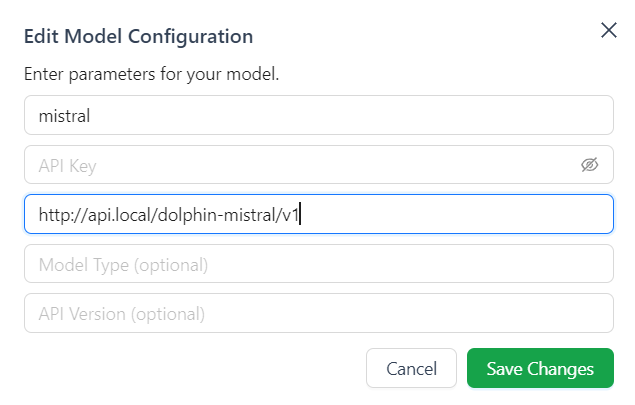 Edit Model Configuration
Enter parameters for your model.
mistral
API Key
http://api.local/dolphin-mistral/v1
Model Type (optional)
API Version (optional)
Cancel
Save Changes